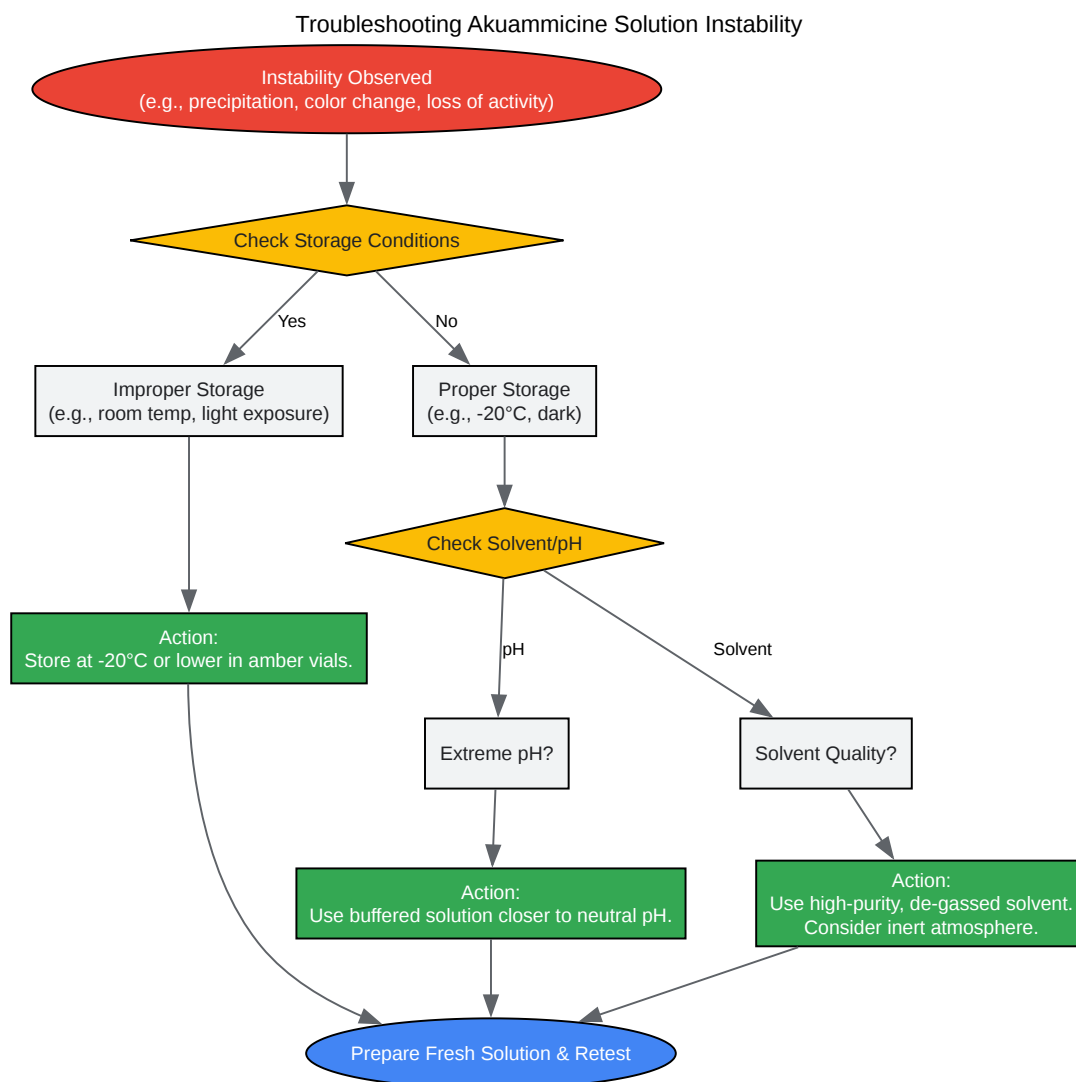 Troubleshooting Akuammicine Solution Instability
Instability Observed
(e.g., precipitation, color change, loss of activity)
Check Storage Conditions
Yes
No
Improper Storage
(e.g., room temp, light exposure)
Proper Storage
(e.g., -20°C, dark)
Check Solvent/pH
Action:
Store at -20°C or lower in amber vials.
pH
Solvent
Extreme pH?
Solvent Quality?
Action:
Use buffered solution closer to neutral pH.
Action:
Use high-purity, de-gassed solvent.
Consider inert atmosphere.
Prepare Fresh Solution & Retest